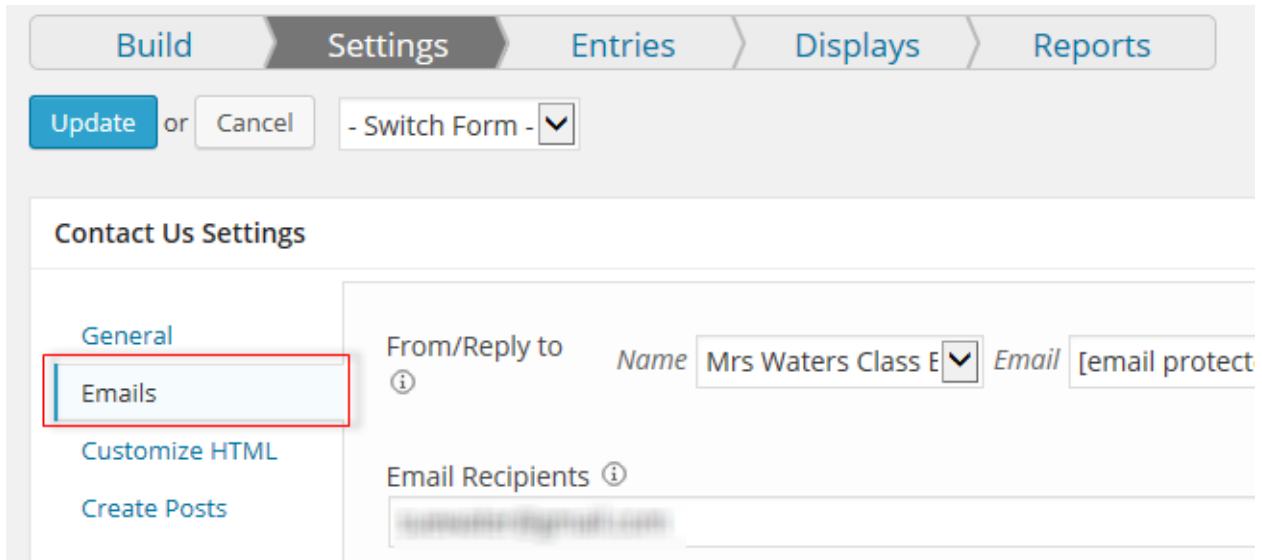 Build Settings Entries Displays Reports
Update or Cancel - Switch Form -
Contact Us Settings
General
Emails
Customize HTML
Create Posts
From/Reply to Name Mrs Waters Class Email [email protect
Email Recipients